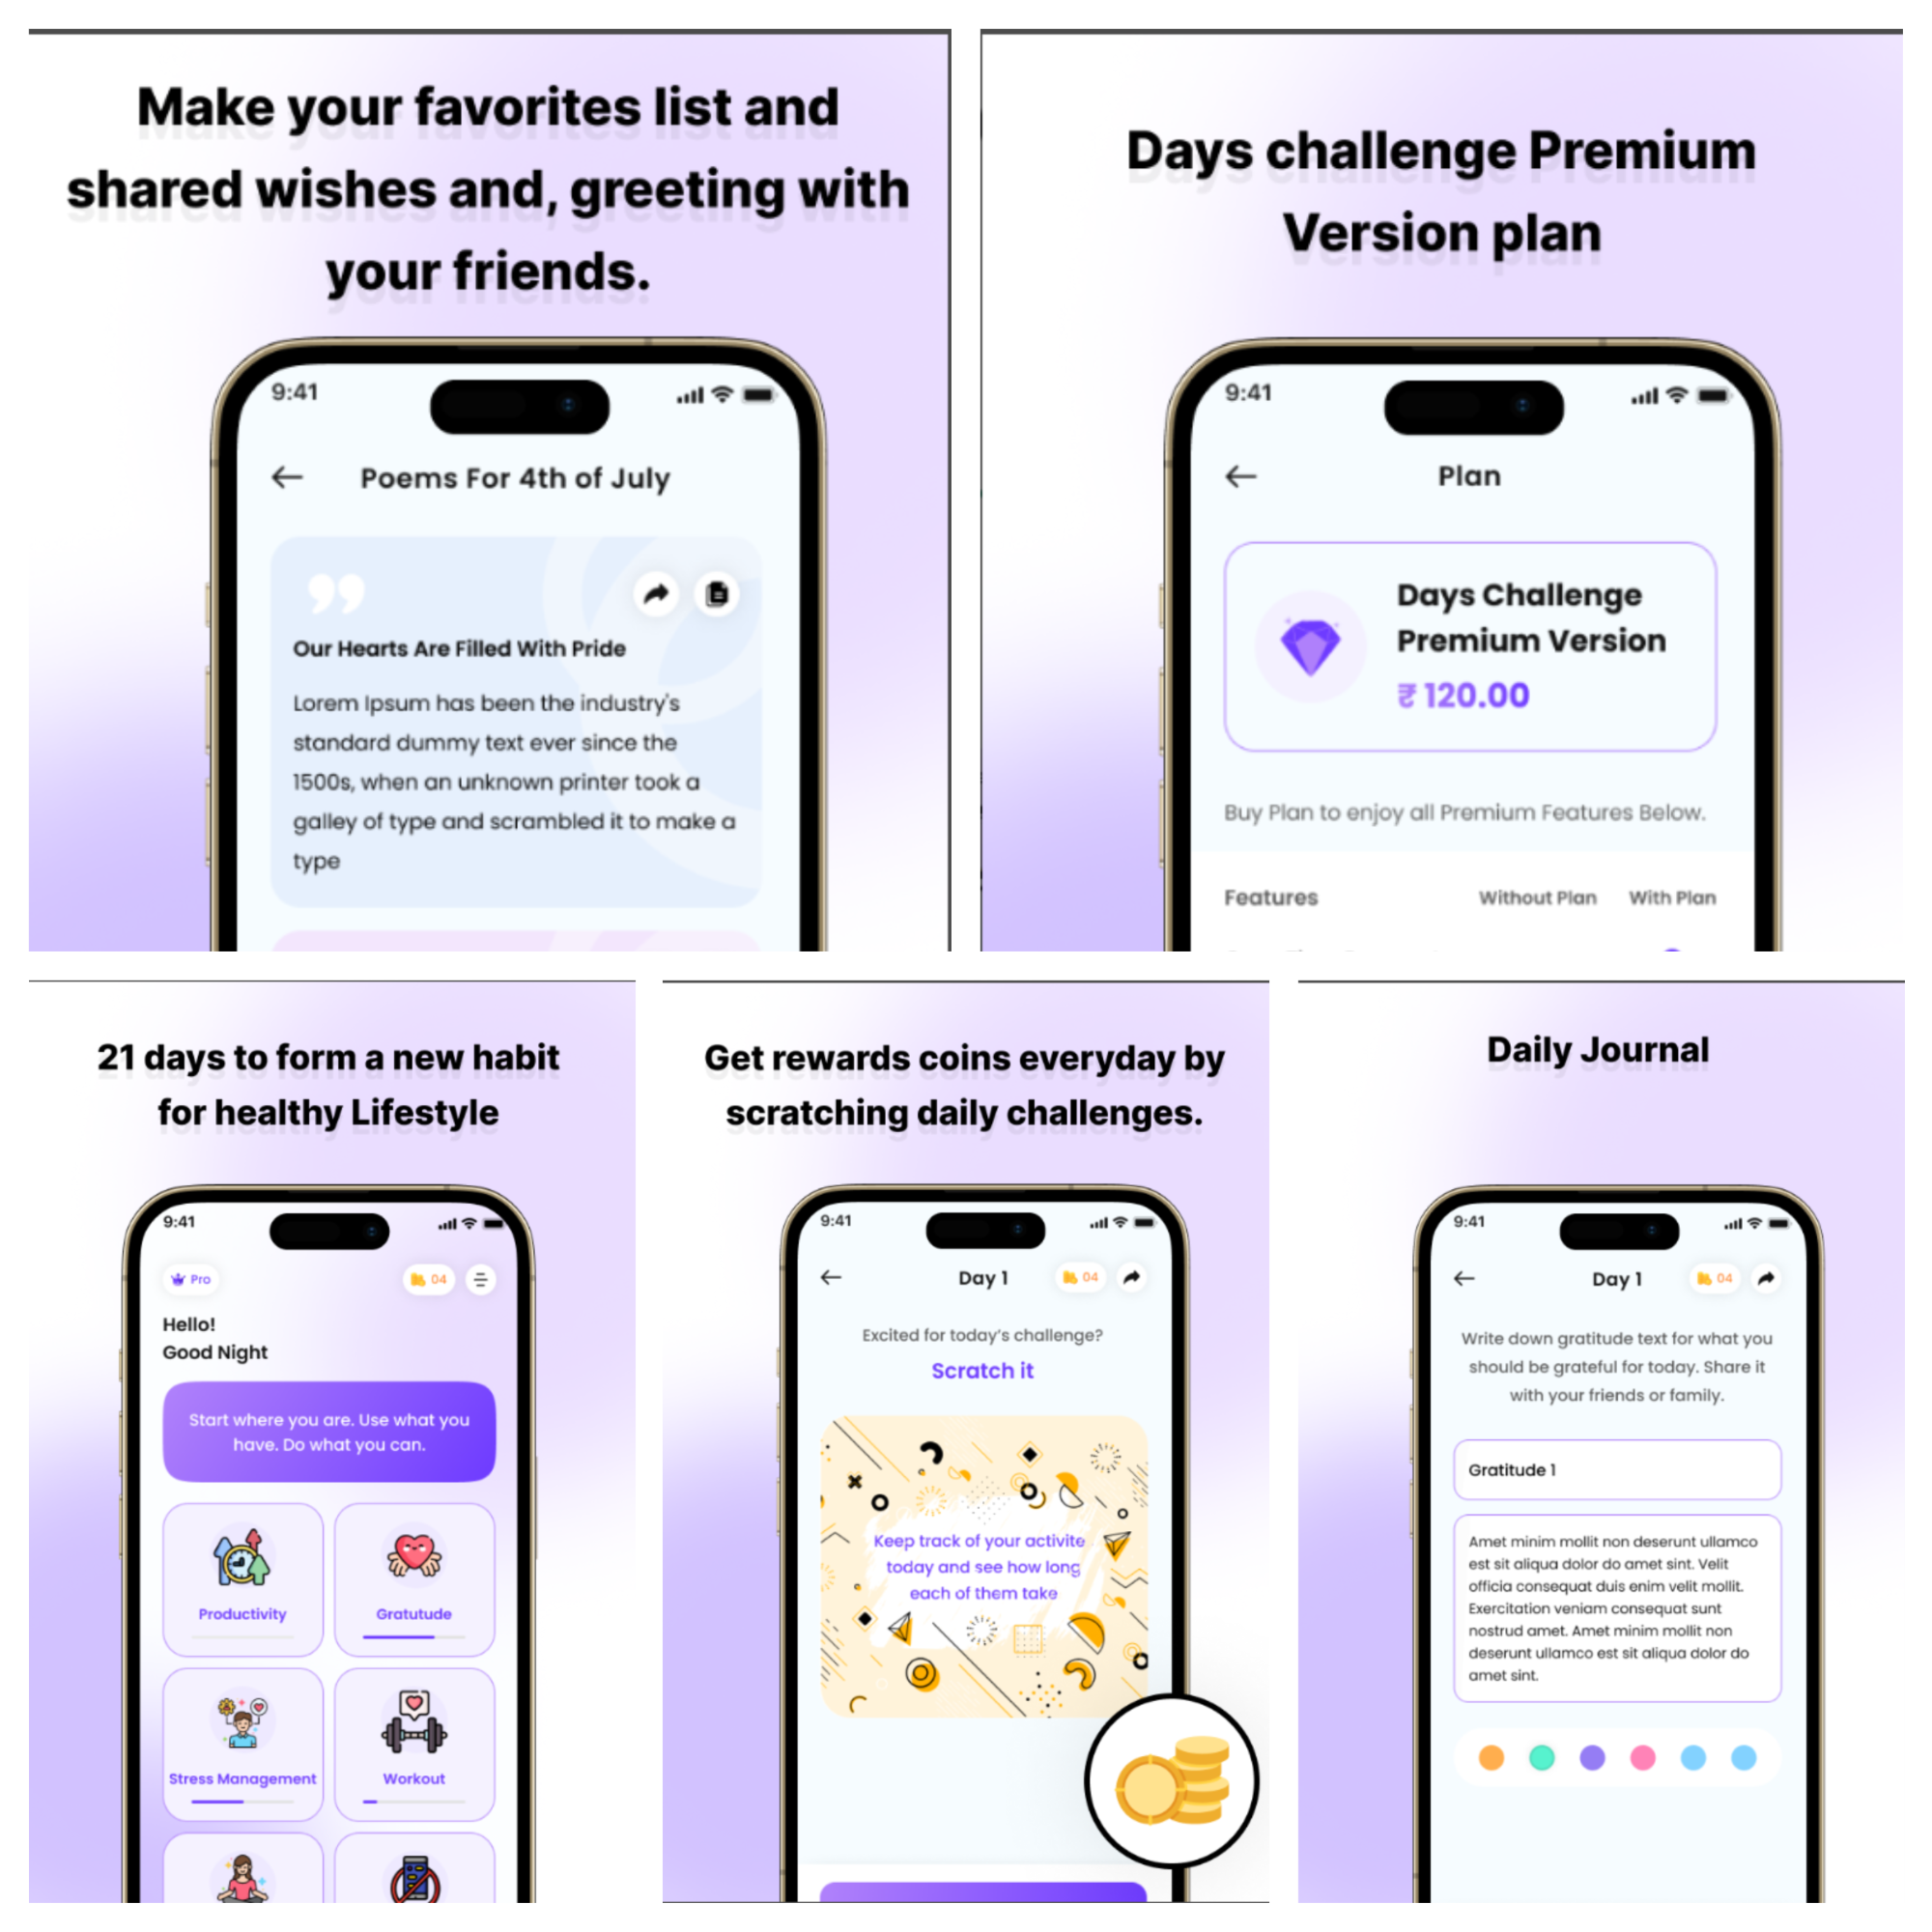 Make your favorites list and
shared wishes and, greeting with
your friends.
9:41
Poems For 4th of July
Our Hearts Are Filled With Pride
Lorem Ipsum has been the industry's
standard dummy text ever since the
1500s, when an unknown printer took a
galley of type and scrambled it to make a
type
Days challenge Premium
Version plan
9:41
Plan
Days Challenge
Premium Version
₹ 120.00
Buy Plan to enjoy all Premium Features Below.
Features Without Plan With Plan
21 days to form a new habit
for healthy Lifestyle
9:41
Pro 04
Hello!
Good Night
Start where you are. Use what you
have. Do what you can.
Productivity Gratutude
Stress Management Workout
Get rewards coins everyday by
scratching daily challenges.
9:41
Day 1 04
Excited for today's challenge?
Scratch it
Keep track of your activite
today and see how long
each of them take
Daily Journal
9:41
Day 1 04
Write down gratitude text for what you
should be grateful for today. Share it
with your friends or family.
Gratitude 1
Amet minim mollit non deserunt ullamco
est sit aliqua dolor do amet sint. Velit
officia consequat duis enim velit mollit.
Exercitation veniam consequat sunt
nostrud amet. Amet minim mollit non
deserunt ullamco est sit aliqua dolor do
amet sint.